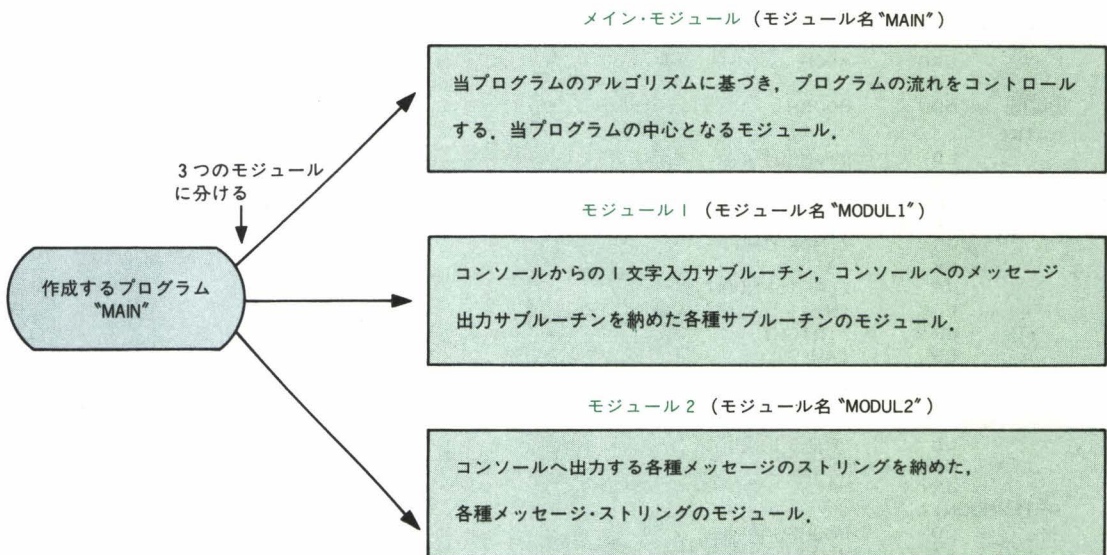 メイン・モジュール (モジュール名 "MAIN")
当プログラムのアルゴリズムに基づき，プログラムの流れをコントロール
する．当プログラムの中心となるモジュール．
3つのモジュール
に分ける
モジュール1 (モジュール名 "MODUL1")
作成するプログラム
"MAIN"
コンソールからの1文字入力サブルーチン，コンソールへのメッセージ
出力サブルーチンを納めた各種サブルーチンのモジュール．
モジュール2 (モジュール名 "MODUL2")
コンソールへ出力する各種メッセージのストリングを納めた，
各種メッセージ・ストリングのモジュール．